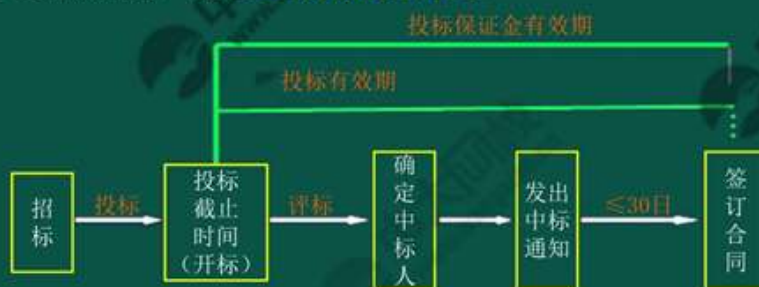 投标保证金有效期
投标有效期
招标
投标
投标
截止
时间
（开标）
评标
确定中标人
发出
中标
通知
≤30日
签订合同